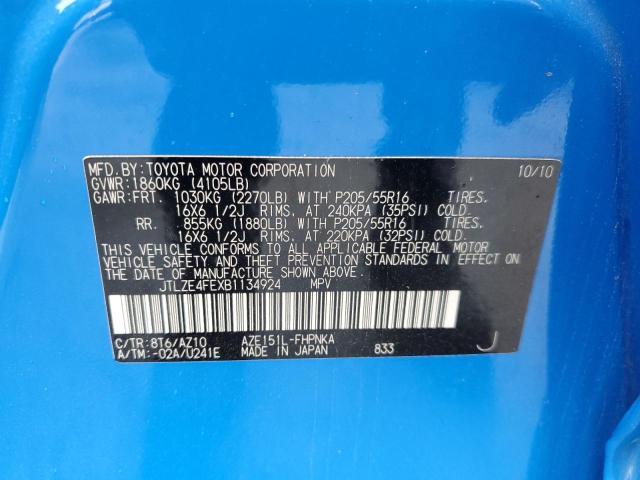 MFD.BY:TOYOTA MOTOR CORPORATION 10/10
GVWR:1860KG (4105LB)
GAWR:FRT. 1030KG (2270LB) WITH P205/55R16 TIRES.
16X6 1/2J RIMS. AT 240KPA (35PSI) COLD.
RR. 855KG (1880LB) WITH P205/55R16 TIRES.
16X6 1/2J RIMS. AT 220KPA (32PSI) COLD.
THIS VEHICLE CONFORMS TO ALL APPLICABLE FEDERAL MOTOR
VEHICLE SAFETY AND THEFT PREVENTION STANDARDS IN EFFECT
ON THE DATE OF MANUFACTURE SHOWN ABOVE.
JTLZE4FEXB1134924 MPV
C/TR:8T6/AZ10 AZE151L-FHPNKA
A/TM:-02A/U241E MADE IN JAPAN 833 J